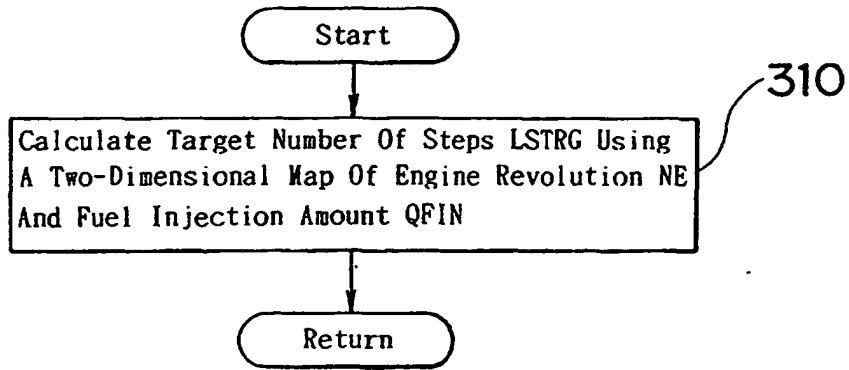 Start
310
Calculate Target Number Of Steps LSTRG Using
A Two-Dimensional Map Of Engine Revolution NE
And Fuel Injection Amount QFIN
Return